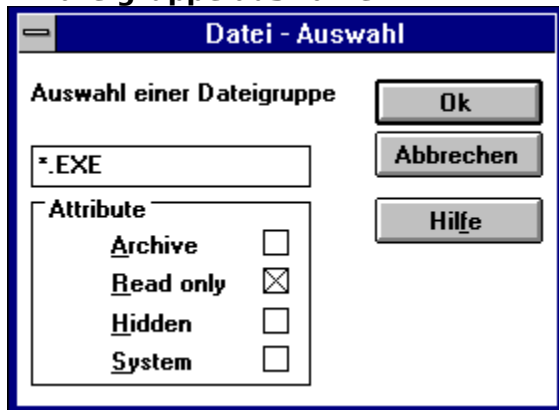 Datei - Auswahl
Auswahl einer Dateigruppe
Ok
Abbrechen
*.EXE
Hilfe
Attribute
Archive
Read only
Hidden
System